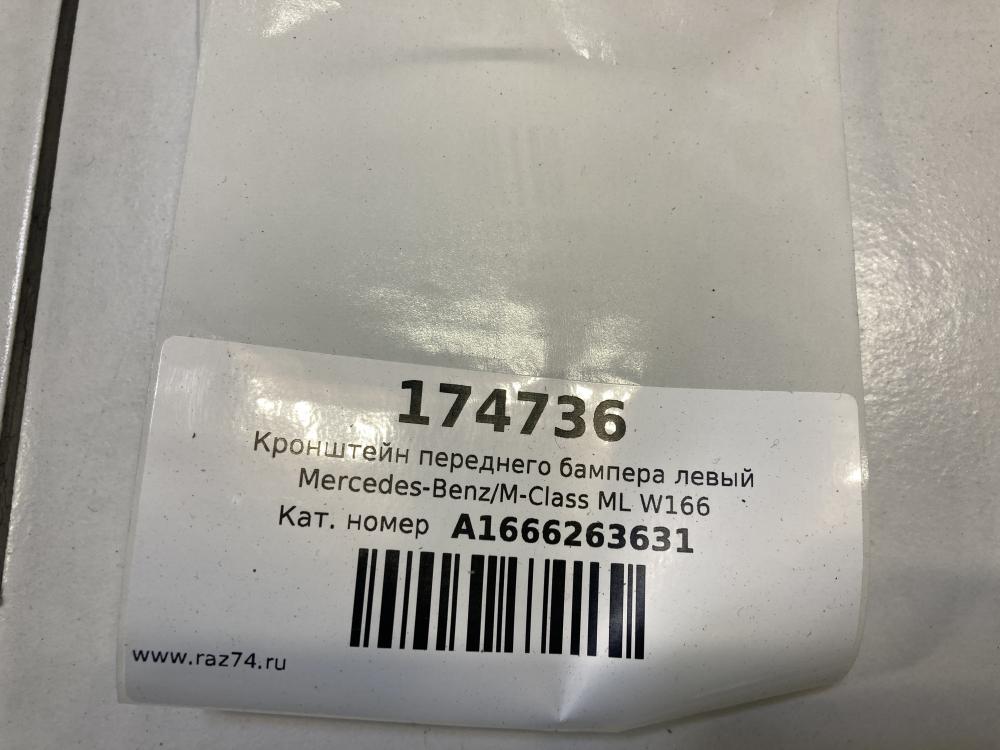 174736
Кронштейн переднего бампера левый
Mercedes-Benz/M-Class ML W166
Кат. номер A1666263631
www.raz74.ru